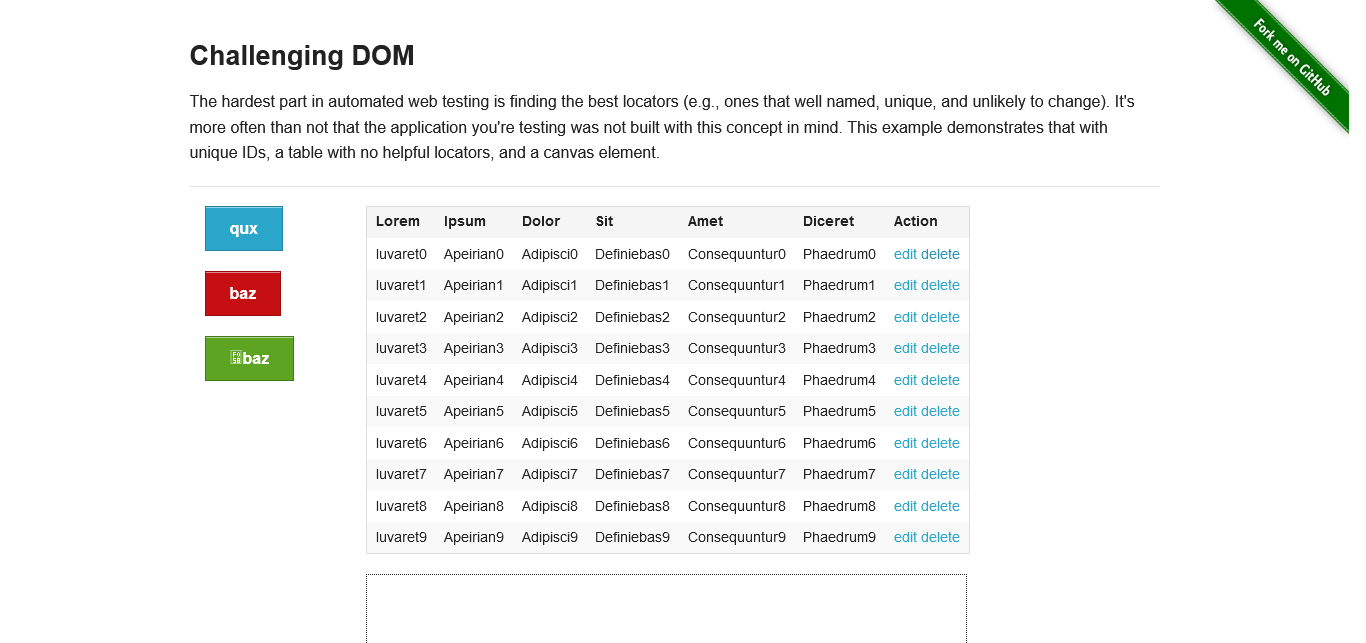 Fork me on GitHub
Challenging DOM
The hardest part in automated web testing is finding the best locators (e.g., ones that well named, unique, and unlikely to change). It's
more often than not that the application you're testing was not built with this concept in mind. This example demonstrates that with
unique IDs, a table with no helpful locators, and a canvas element.
qux
baz
baz
Lorem Ipsum Dolor Sit Amet Diceret Action
Iuvaret0 Apeirian0 Adipisci0 Definiebas0 Consequuntur0 Phaedrum0 edit delete
Iuvaret1 Apeirian1 Adipisci1 Definiebas1 Consequuntur1 Phaedrum1 edit delete
Iuvaret2 Apeirian2 Adipisci2 Definiebas2 Consequuntur2 Phaedrum2 edit delete
Iuvaret3 Apeirian3 Adipisci3 Definiebas3 Consequuntur3 Phaedrum3 edit delete
Iuvaret4 Apeirian4 Adipisci4 Definiebas4 Consequuntur4 Phaedrum4 edit delete
Iuvaret5 Apeirian5 Adipisci5 Definiebas5 Consequuntur5 Phaedrum5 edit delete
Iuvaret6 Apeirian6 Adipisci6 Definiebas6 Consequuntur6 Phaedrum6 edit delete
Iuvaret7 Apeirian7 Adipisci7 Definiebas7 Consequuntur7 Phaedrum7 edit delete
Iuvaret8 Apeirian8 Adipisci8 Definiebas8 Consequuntur8 Phaedrum8 edit delete
Iuvaret9 Apeirian9 Adipisci9 Definiebas9 Consequuntur9 Phaedrum9 edit delete